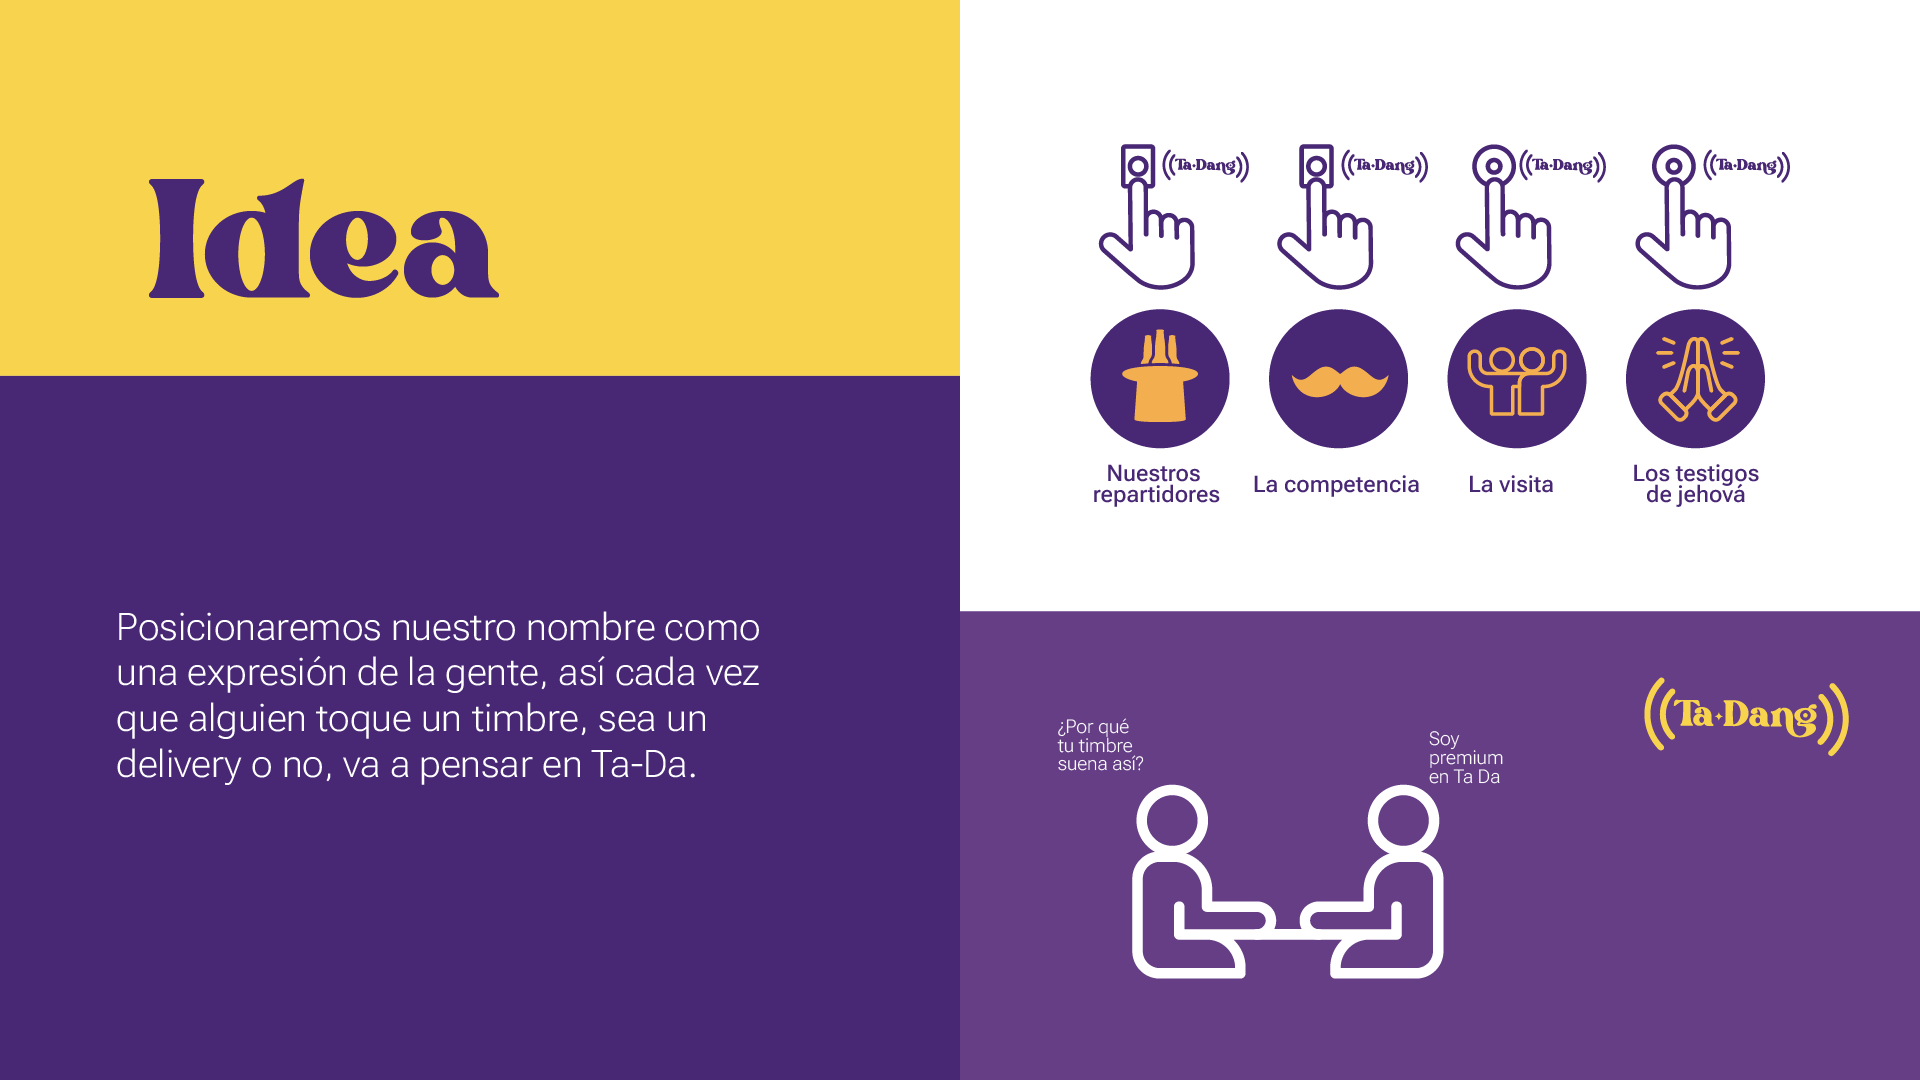 Idea
Posicionaremos nuestro nombre como
una expresión de la gente, así cada vez
que alguien toque un timbre, sea un
delivery o no, va a pensar en Ta-Da.
((Ta·Dang))
((Ta·Dang))
((Ta·Dang))
((Ta·Dang))
Nuestros
repartidores
La competencia
La visita
Los testigos
de jehová
((Ta·Dang))
¿Por qué
tu timbre
suena así?
Soy
premium
en Ta Da